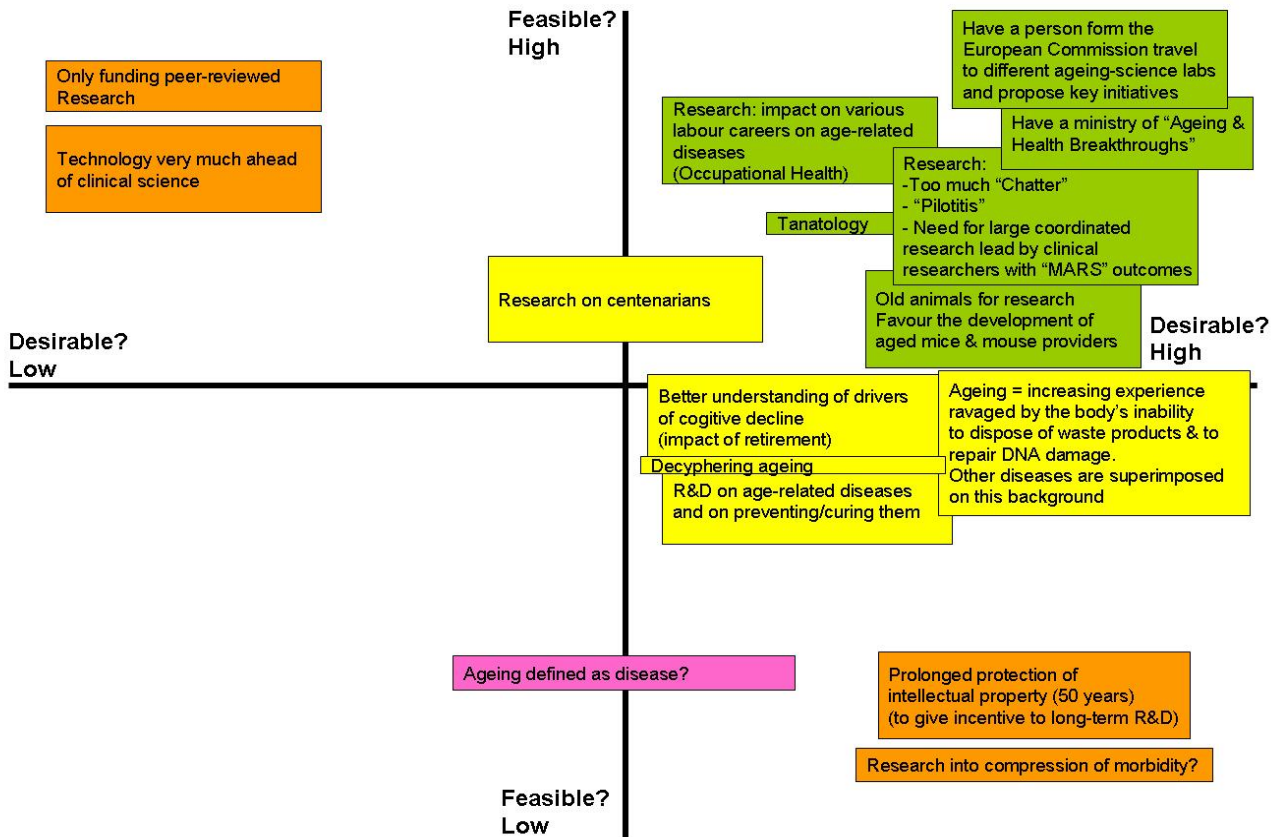 Feasible?
High
Only funding peer-reviewed
Research
Technology very much ahead
of clinical science
Have a person form the
European Commission travel
to different ageing-science labs
and propose key initiatives
Research: impact on various
labour careers on age-related
diseases
(Occupational Health)
Have a ministry of “Ageing &
Health Breakthroughs”
Research:
-Too much “Chatter”
- “Pilotitis”
- Need for large coordinated
research lead by clinical
researchers with “MARS” outcomes
Tanatology
Research on centenarians
Old animals for research
Favour the development of
aged mice & mouse providers
Desirable?
Low
Desirable?
High
Better understanding of drivers
of cogitive decline
(impact of retirement)
Decyphering ageing
R&D on age-related diseases
and on preventing/curing them
Ageing = increasing experience
ravaged by the body’s inability
to dispose of waste products & to
repair DNA damage.
Other diseases are superimposed
on this background
Ageing defined as disease?
Prolonged protection of
intellectual property (50 years)
(to give incentive to long-term R&D)
Research into compression of morbidity?
Feasible?
Low